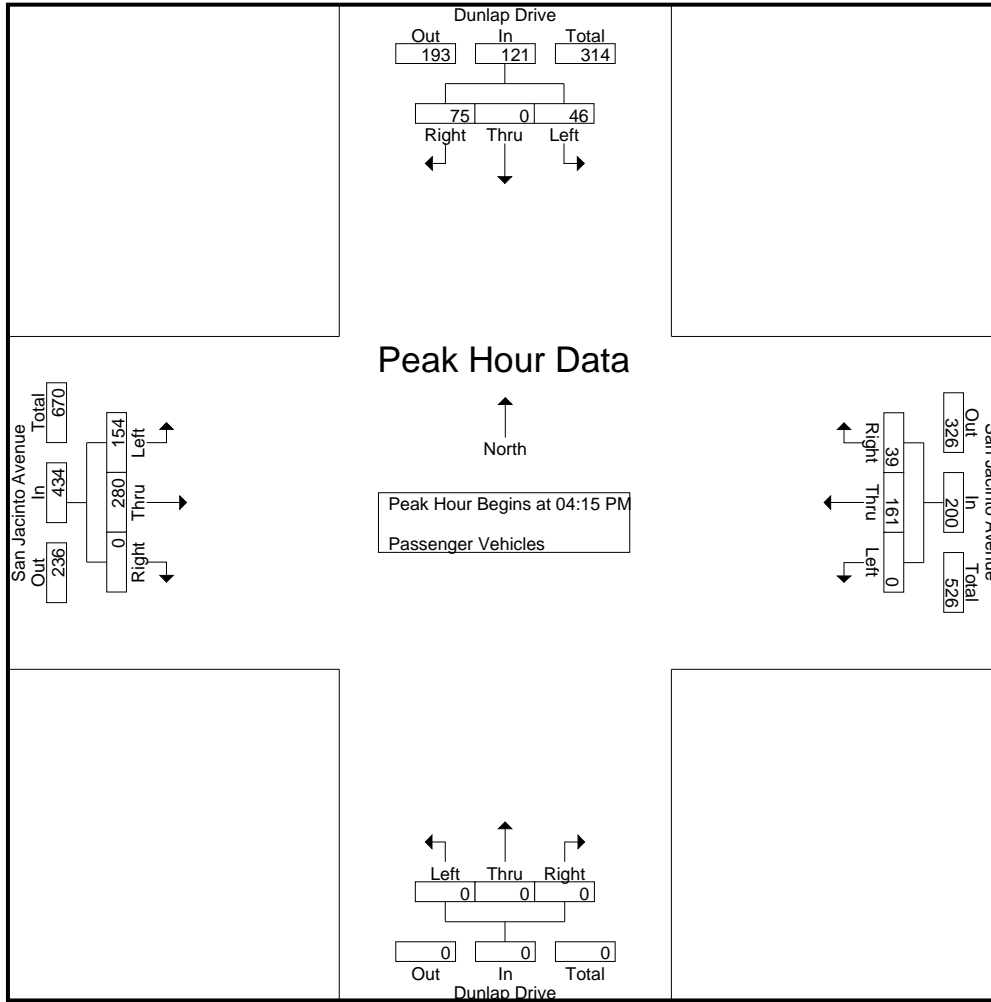 Dunlap Drive
Out In Total
193 121 314
75 0 46
Right Thru Left
Peak Hour Data
North
Peak Hour Begins at 04:15 PM
Passenger Vehicles
San Jacinto Avenue
Total In Out
670 434 236
154 280 0
Left Thru Right
San Jacinto Avenue
Out In Total
326 200 526
39 161 0
Right Thru Left
Left Thru Right
0 0 0
0 0 0
Out In Total
Dunlap Drive